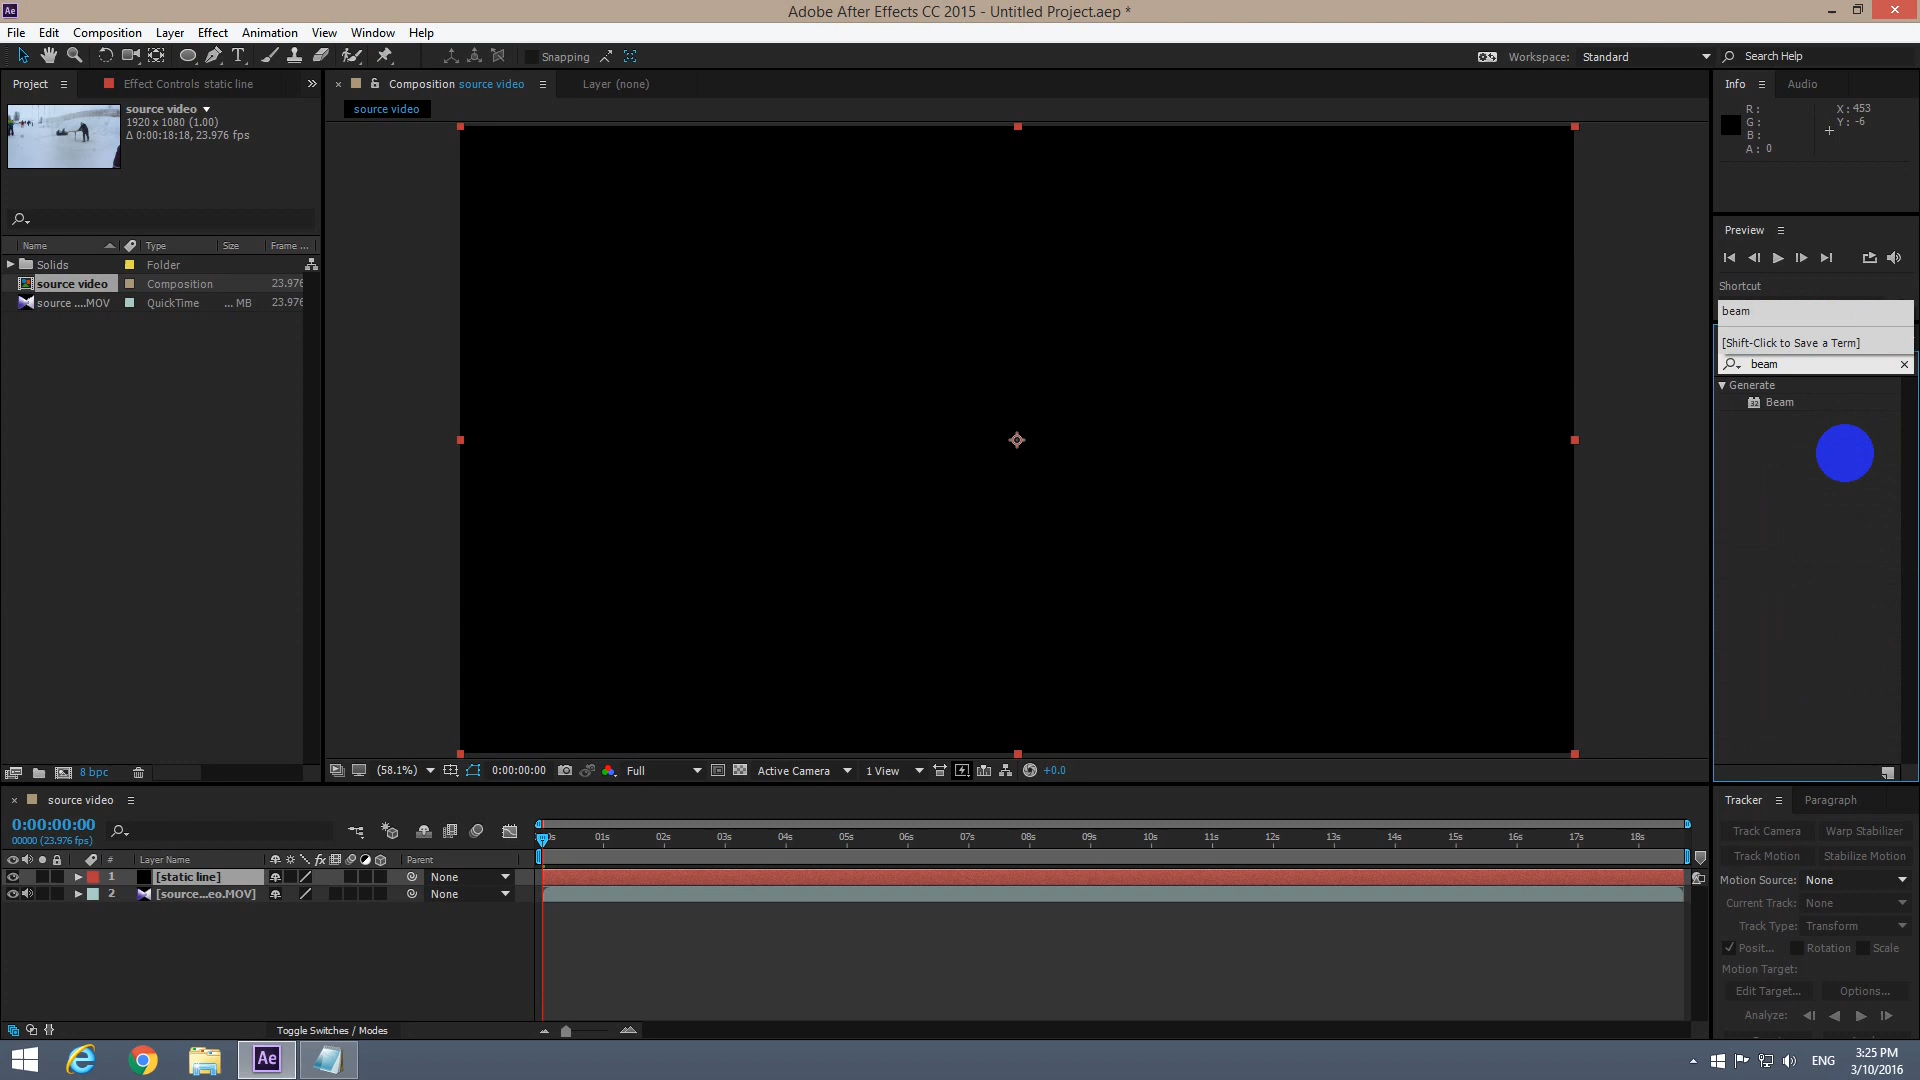 Ae
Adobe After Effects CC 2015 - Untitled Project.aep *
File Edit Composition Layer Effect Animation View Window Help
T Snapping Workspace: Standard Search Help
Project Effect Controls static line
Composition source video Layer (none)
Info Audio
source video
1920 x 1080 (1.00)
Δ 0:00:18:18, 23.976 fps
source video
R: X: 453
G: Y: -6
B:
A: 0
Preview
Name Type Size Frame ...
Solids Folder
source video Composition 23.976
source ....MOV QuickTime ... MB 23.976
Shortcut
beam
[Shift-Click to Save a Term]
beam
Generate
32 Beam
8 bpc
(58.1%) 0:00:00:00 Full Active Camera 1 View +0.0
source video
0:00:00:00
00000 (23.976 fps)
01s 02s 03s 04s 05s 06s 07s 08s 09s 10s 11s 12s 13s 14s 15s 16s 17s 18s
# Layer Name fx Parent
1 [static line] None
2 [source...eo.MOV] None
Toggle Switches / Modes
Tracker Paragraph
Track Camera Warp Stabilizer
Track Motion Stabilize Motion
Motion Source: None
Current Track: None
Track Type: Transform
Posit... Rotation Scale
Motion Target:
Edit Target... Options...
Analyze:
Ae
ENG
3:25 PM
3/10/2016